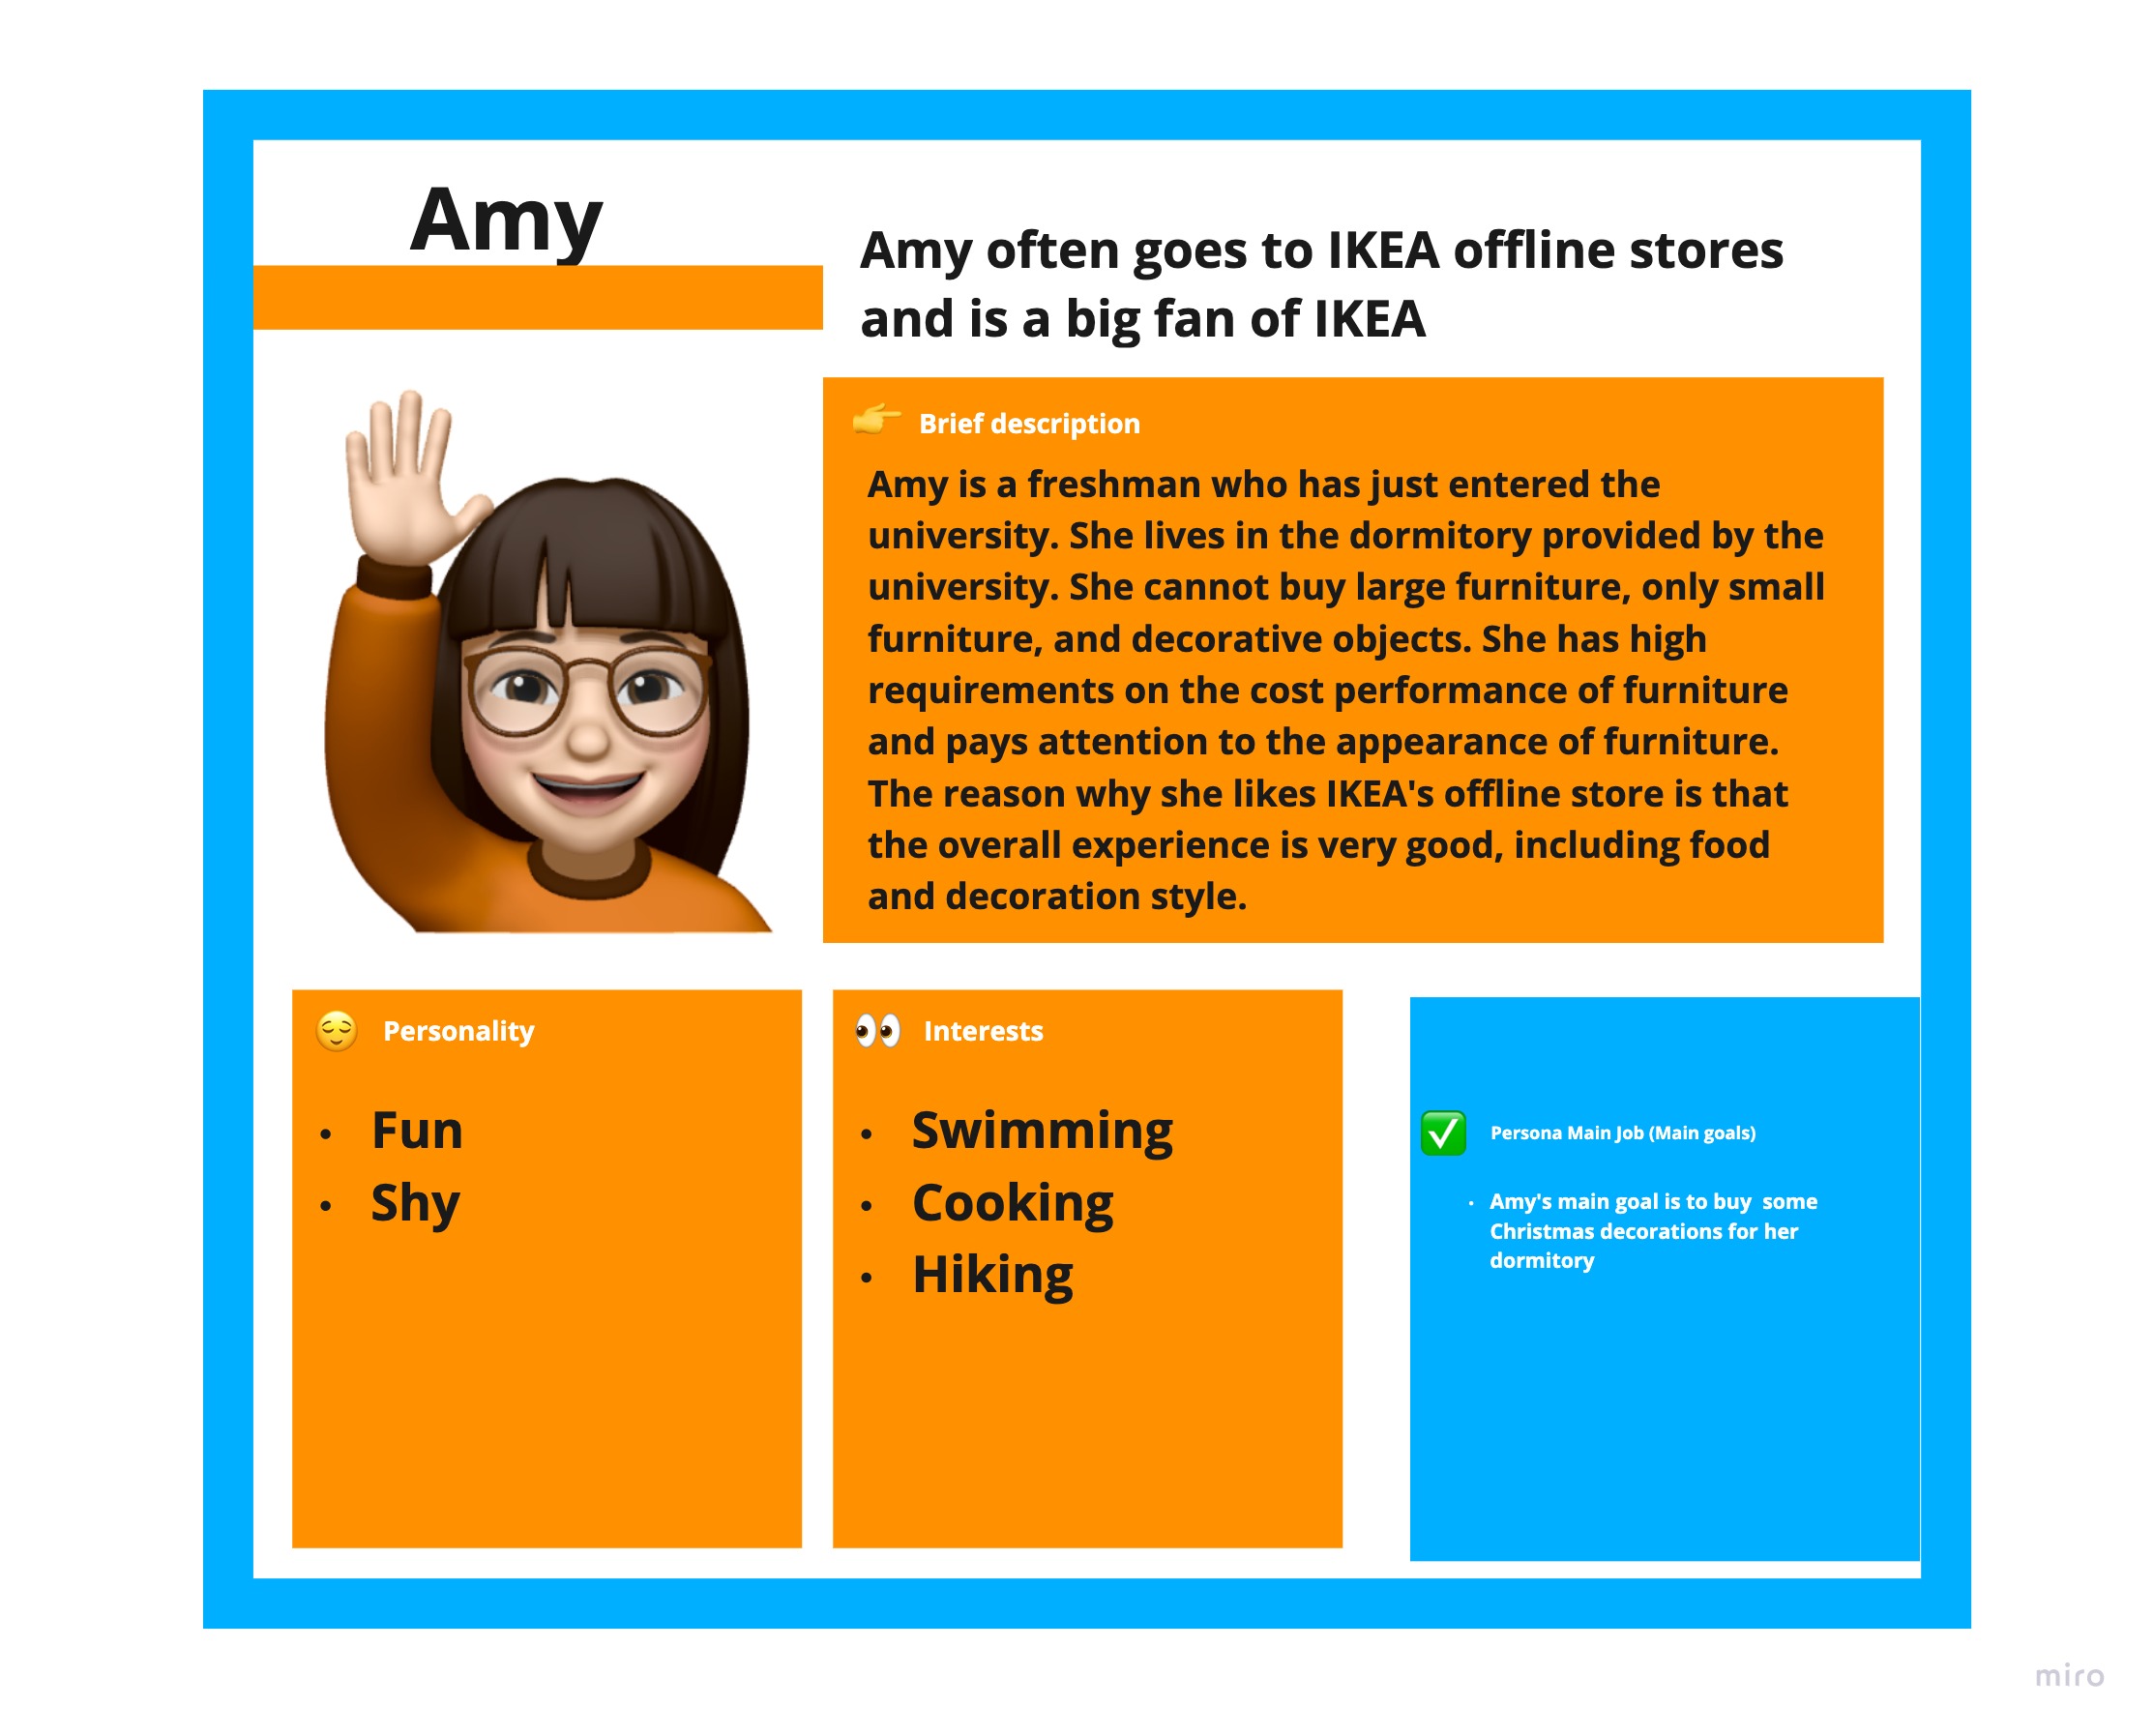 Amy
Amy often goes to IKEA offline stores
and is a big fan of IKEA
Brief description
Amy is a freshman who has just entered the
university. She lives in the dormitory provided by the
university. She cannot buy large furniture, only small
furniture, and decorative objects. She has high
requirements on the cost performance of furniture
and pays attention to the appearance of furniture.
The reason why she likes IKEA's offline store is that
the overall experience is very good, including food
and decoration style.
Personality
• Fun
• Shy
Interests
• Swimming
• Cooking
• Hiking
Persona Main Job (Main goals)
• Amy's main goal is to buy  some
Christmas decorations for her
dormitory
miro